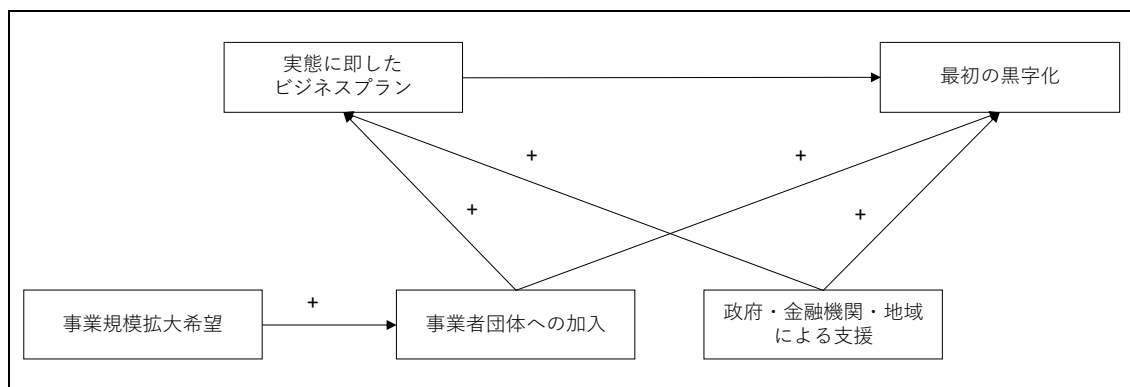 実態に即した
ビジネスプラン
最初の黒字化
+
+
+
+
事業規模拡大希望
+
事業者団体への加入
政府・金融機関・地域
による支援